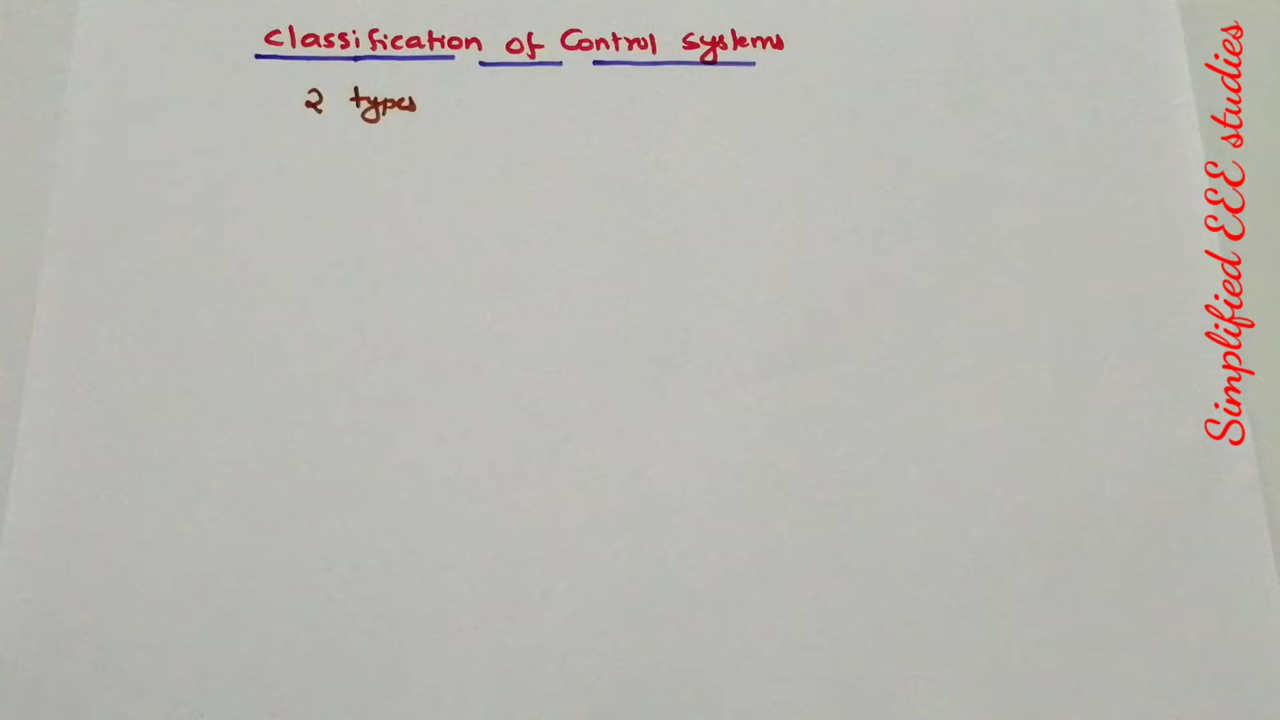 classification of Control systems
2 types
Simplified EEE studies